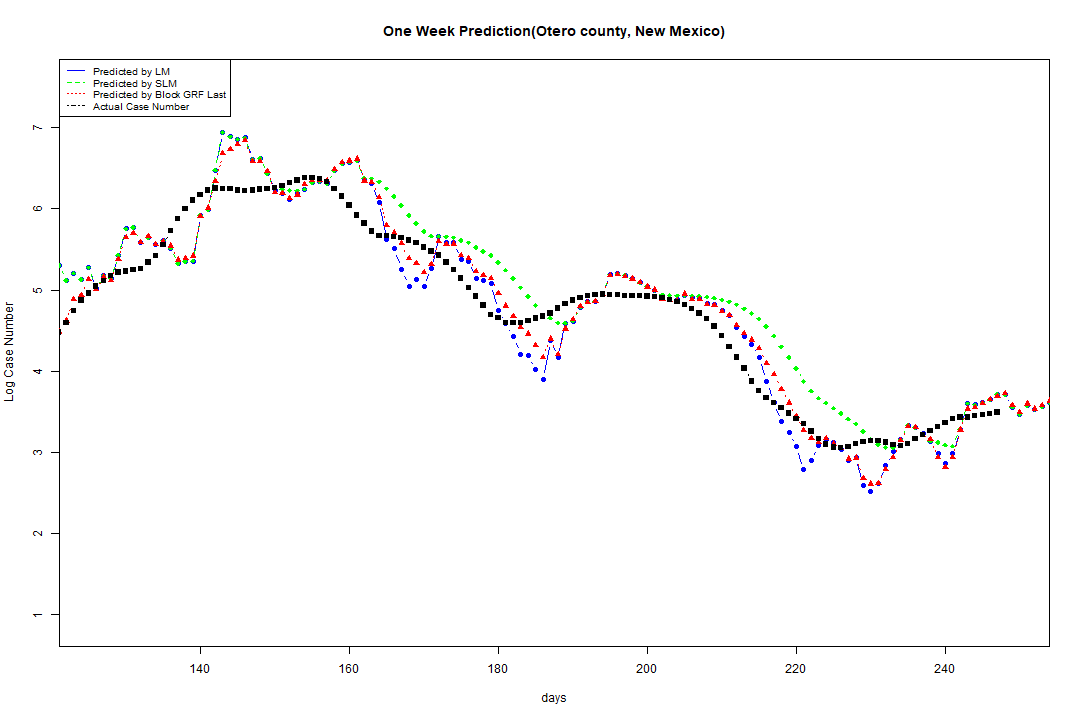 One Week Prediction(Otero county, New Mexico)
Predicted by LM
Predicted by SLM
Predicted by Block GRF Last
Actual Case Number
7
6
5
4
3
2
1
Log Case Number
140 160 180 200 220 240
days